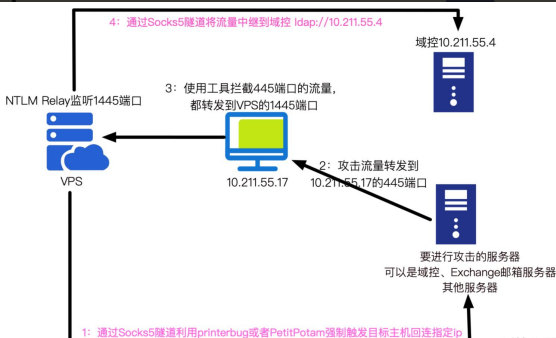 4：通过Socks5隧道将流量中继到域控 ldap://10.211.55.4
域控10.211.55.4
3：使用工具拦截445端口的流量，
都转发到VPS的1445端口
NTLM Relay监听1445端口
VPS
10.211.55.17
2：攻击流量转发到
10.211.55.17的445端口
要进行攻击的服务器
可以是域控、Exchange邮箱服务器
其他服务器
1：通过Socks5隧道利用printerbug或者PetitPotam强制触发目标主机回连指定ip